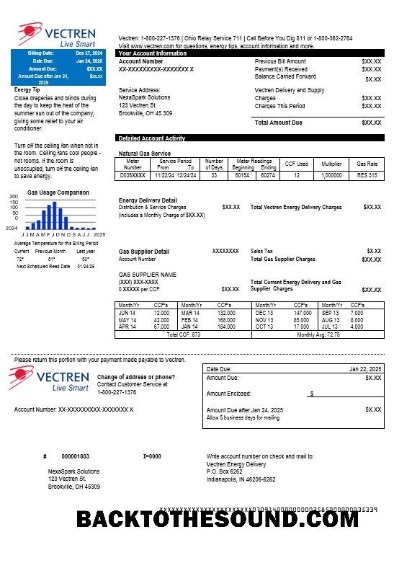 VECTREN
Live Smart
Vectren: 1-800-227-1376 | Ohio Relay Service 711 | Call Before You Dig 811 or 1-800-362-2764
Visit www.vectren.com for questions, energy tips, account information and more.
Billing Date: Dec 27, 2024
Date Due: Jan 24, 2025
Amount Due: $XX.XX
Amount Due after Jan 24, 2025 $XX.XX
Energy Tip
Close draperies and blinds during the day to keep the heat of the summer sun out of the company, giving some relief to your air conditioner.
Turn off the ceiling fan when not in the room. Ceiling fans cool people - not rooms. If the room is unoccupied, turn off the ceiling fan to save energy.
Your Account Information
Account Number
XX-XXXXXXXXX-XXXXXXX X
Service Address:
NexaSpark Solutions
123 Vectren St.
Brookville, OH 45309
Previous Bill Amount $XX.XX
Payment(s) Received $XX.XX
Balance Carried Forward $X.XX
Vectren Delivery and Supply Charges $XX.XX
Charges This Period $XX.XX
Total Amount Due $XX.XX
Detailed Account Activity
Natural Gas Service
Meter Number Service Period From To Number of Days Meter Readings Beginning Ending CCF Used Multiplier Gas Rate
11/22/24 12/24/24 33 60154 60274 12 1.000000 RES 315
Gas Usage Comparison
200
150
100
50
0
2024 J J M A M F J A S O N D S A J J 2025
Average Temperature for this Billing Period
Current Previous Month Last year
72° 61° 62°
Next Scheduled Read Date 01/24/25
Energy Delivery Detail
Distribution & Service Charges $XX.XX
(Includes a Monthly Charge of $XX.XX)
Total Vectren Energy Delivery Charges $XX.XX
Gas Supplier Detail XXXXXXXX
Account Number
Sales Tax $X.XX
Total Charges $XX.XX
GAS SUPPLIER NAME
(XXX) XXX-XXXX
0.XXXXX per CCF $XX.XX
Total Current Energy Delivery and Gas Supplier Charges $XX.XX
Month/Yr CCF's Month/Yr CCF's Month/Yr CCF's Month/Yr CCF's
JUN 14 12.000 MAR 14 132.000 DEC 13 147.000 SEP 13 7.000
MAY 14 FEB 14 168.000 NOV 13 85.000 AUG 13
APR 14 67.000 JAN 14 184.000 OCT 13 17.000 JUL 13 4.000
Total CCF: 873 Monthly Avg: 72.75
Please return this portion with your payment made payable to Vectren.
VECTREN
Live Smart
Change of address or phone?
Contact Customer Service at
1-800-227-1376
Account Number: XX-XXXXXXXXX-XXXXXXX X
Date Due Jan 22, 2025
Amount Due: $X.XX
Amount Enclosed: $
Amount Due after Jan 24, 2025 $X.XX
Allow 5 business days for mailing
# 000001003 I=0000
NexaSpark Solutions
123 Vectren St.
Brookville, OH 45309
Write account number on check and mail to:
Vectren Energy Delivery
P.O. Box 6262
Indianapolis, IN 46206-6262
BACKTOTHESOUND.COM